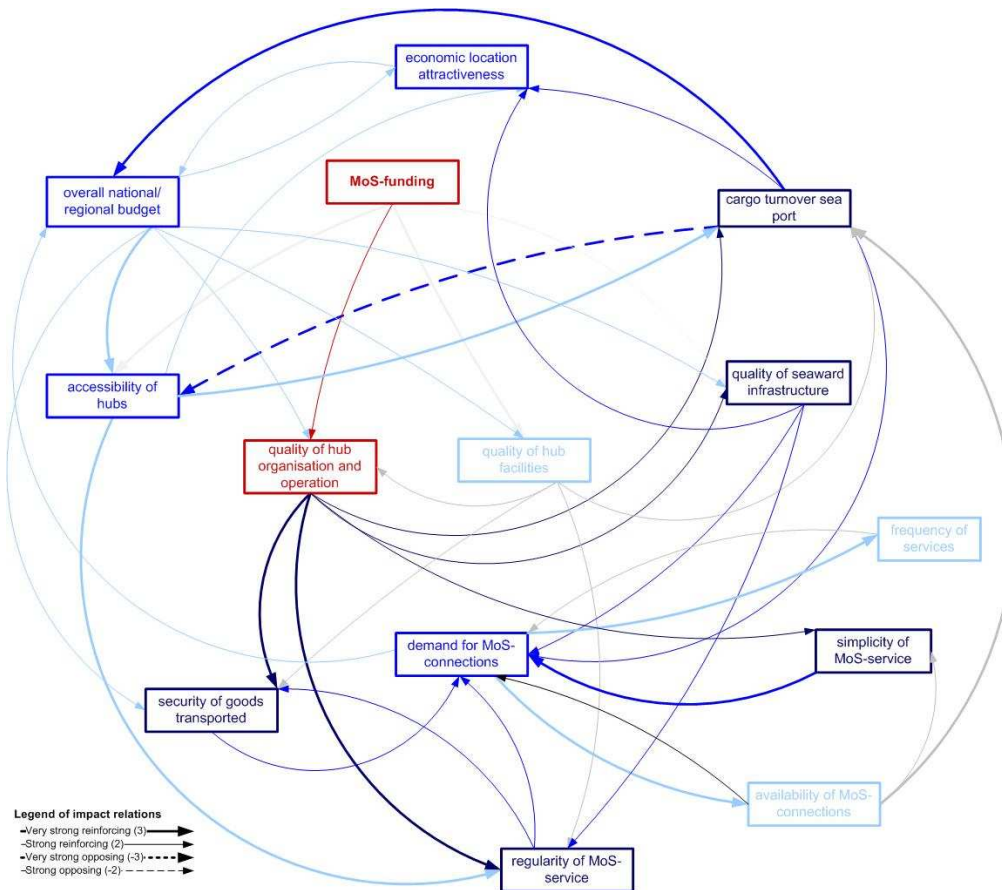 economic location
attractiveness
overall national/
regional budget
MoS-funding
cargo turnover sea
port
accessibility of
hubs
quality of seaward
infrastructure
quality of hub
organisation and
operation
quality of hub
facilities
frequency of
services
demand for MoS-
connections
simplicity of
MoS-service
security of goods
transported
availability of MoS-
connections
regularity of MoS-
service
Legend of impact relations
Very strong reinforcing (3)
Strong reinforcing (2)
Very strong opposing (-3)
Strong opposing (-2)